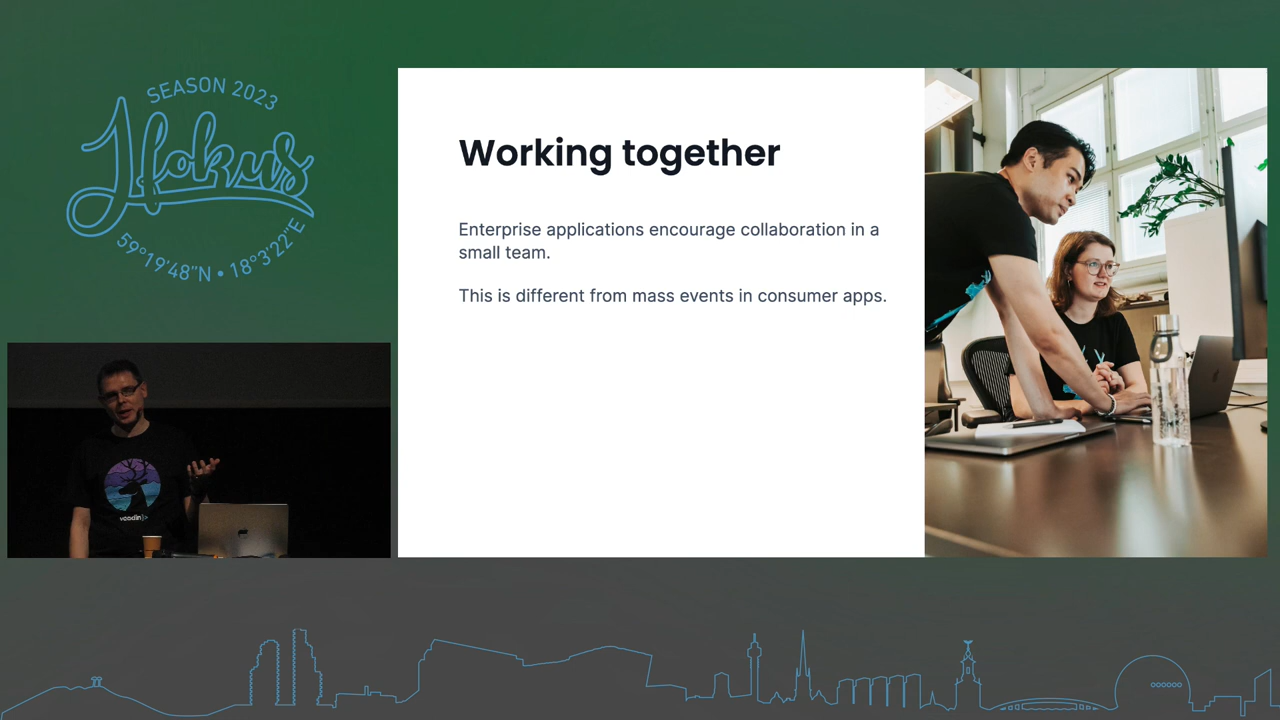 SEASON 2023
Jfokus
59°19'48"N • 18°3'22"E
Working together
Enterprise applications encourage collaboration in a
small team.
This is different from mass events in consumer apps.
vaadin}>